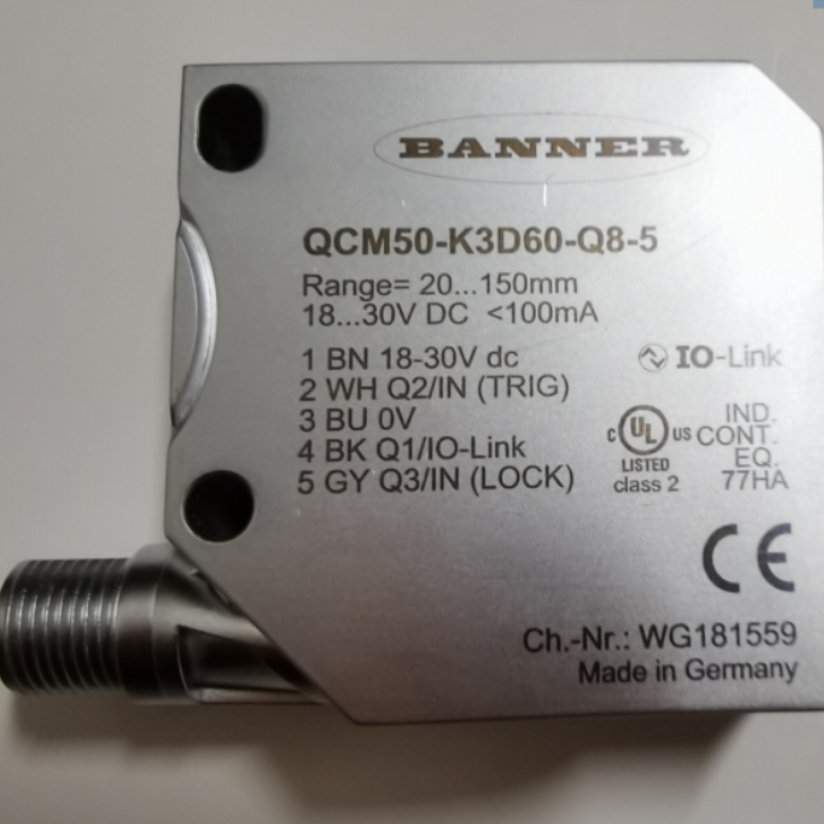 BANNER
QCM50-K3D60-Q8-5
Range= 20...150mm
18...30V DC <100mA
1 BN 18-30V dc
2 WH Q2/IN (TRIG)
3 BU 0V
4 BK Q1/IO-Link
5 GY Q3/IN (LOCK)
IO-Link
C UL US
LISTED
class 2
IND.
CONT.
EQ.
77HA
CE
Ch.-Nr.: WG181559
Made in Germany